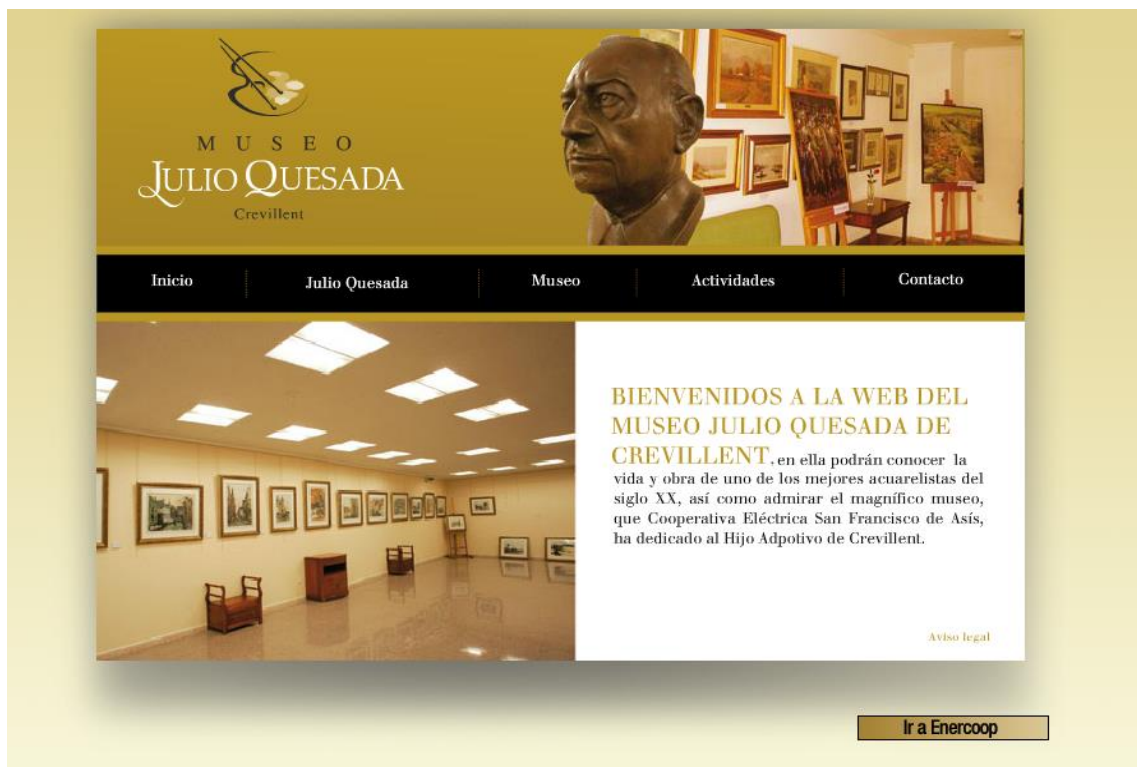 MUSEO
JULIO QUESADA
Crevillent
Inicio
Julio Quesada
Museo
Actividades
Contacto
BIENVENIDOS A LA WEB DEL
MUSEO JULIO QUESADA DE
CREVILLENT, en ella podrán conocer la
vida y obra de uno de los mejores acuarelistas del
siglo XX, así como admirar el magnífico museo,
que Cooperativa Eléctrica San Francisco de Asís,
ha dedicado al Hijo Adpotivo de Crevillent.
Aviso legal
Ir a Enercoop